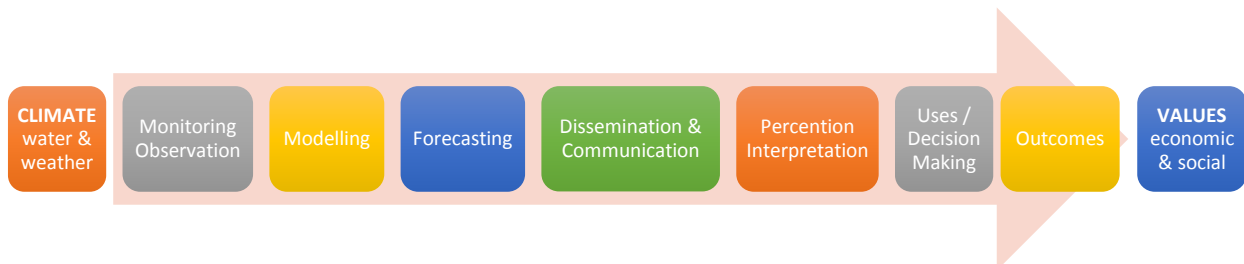 CLIMATE
water &
weather
Monitoring
Observation
Modelling
Forecasting
Dissemination &
Communication
Percention
Interpretation
Uses /
Decision
Making
Outcomes
VALUES
economic
& social